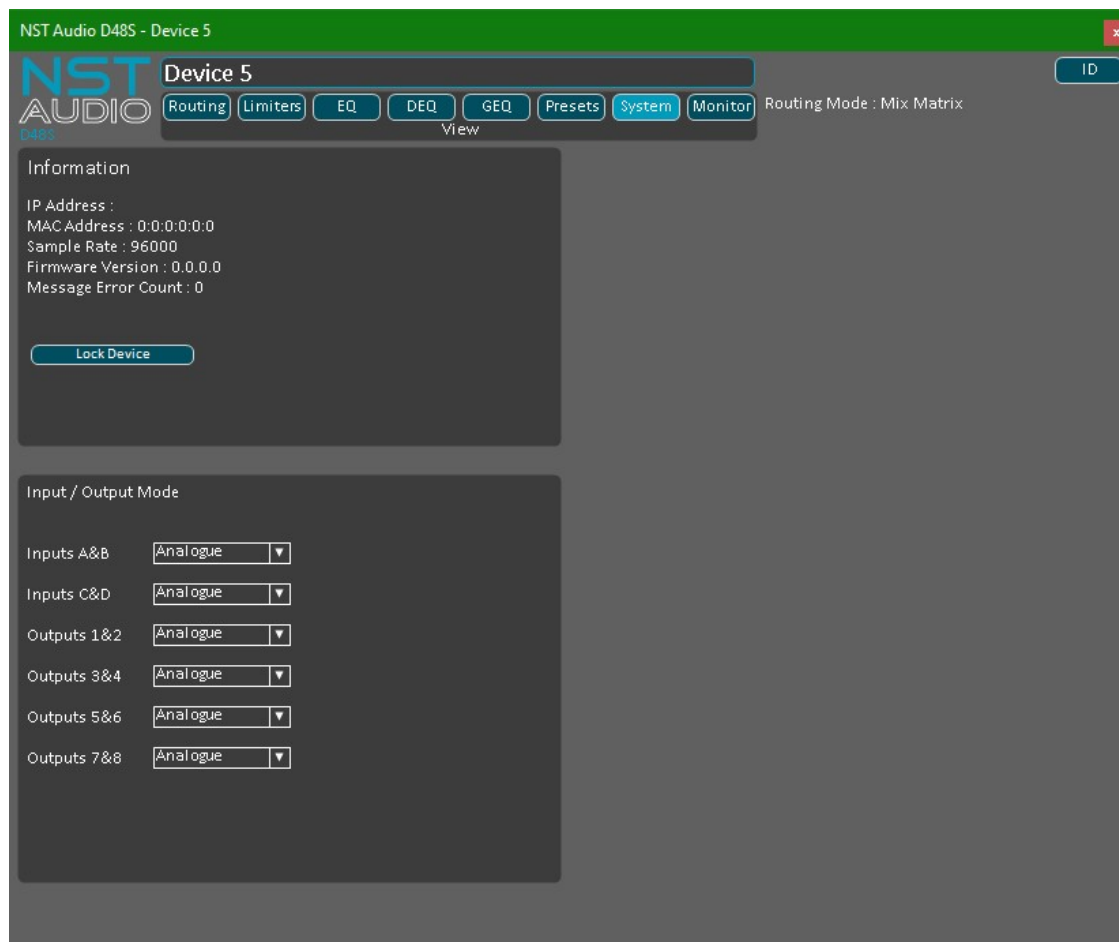 NST Audio D48S - Device 5
x
NST
AUDIO
D48S
Device 5
ID
Routing Limiters EQ DEQ GEQ Presets System Monitor
View
Routing Mode : Mix Matrix
Information
IP Address :
MAC Address : 0:0:0:0:0:0
Sample Rate : 96000
Firmware Version : 0.0.0.0
Message Error Count : 0
Lock Device
Input / Output Mode
Inputs A&B Analogue
Inputs C&D Analogue
Outputs 1&2 Analogue
Outputs 3&4 Analogue
Outputs 5&6 Analogue
Outputs 7&8 Analogue